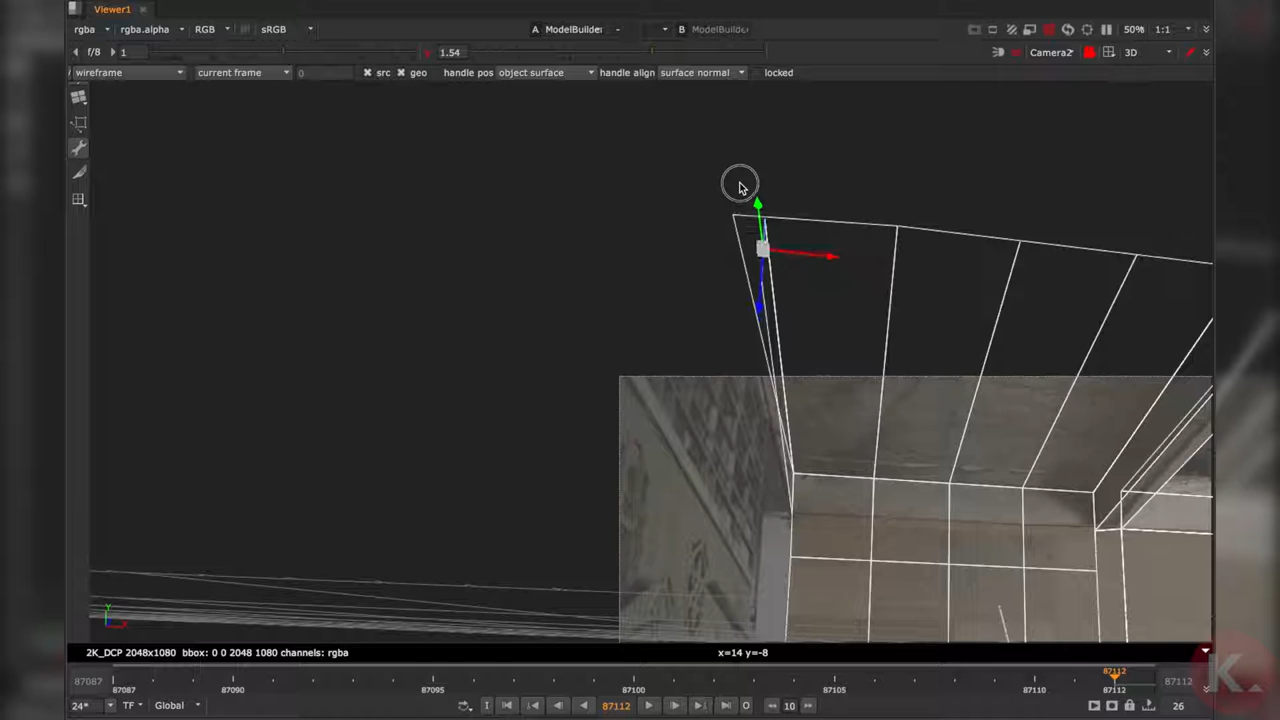 Viewer1 ×
rgba rgba.alpha RGB sRGB A ModelBuilder - B ModelBuilder 50% 1:1
f/8 1 1.54 Camera2 3D
wireframe current frame 0 src geo handle pos object surface handle align surface normal locked
Y
X
2K_DCP 2048x1080 bbox: 0 0 2048 1080 channels: rgba x=14 y=-8
87112
87087 87112
87087 87090 87095 87100 87105 87110 87112
24* TF Global I 87112 O 10 26
K.